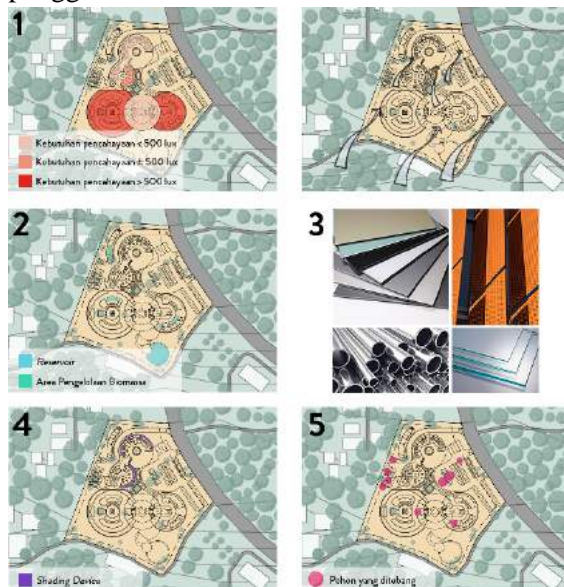 1
Kebutuhan pencahayaan < 500 lux
Kebutuhan pencahayaan ± 500 lux
Kebutuhan pencahayaan > 500 lux
2
Reservoir
Area Pengelolaan Biomassa
3
4
Shading Device
5
Pohon yang ditebang